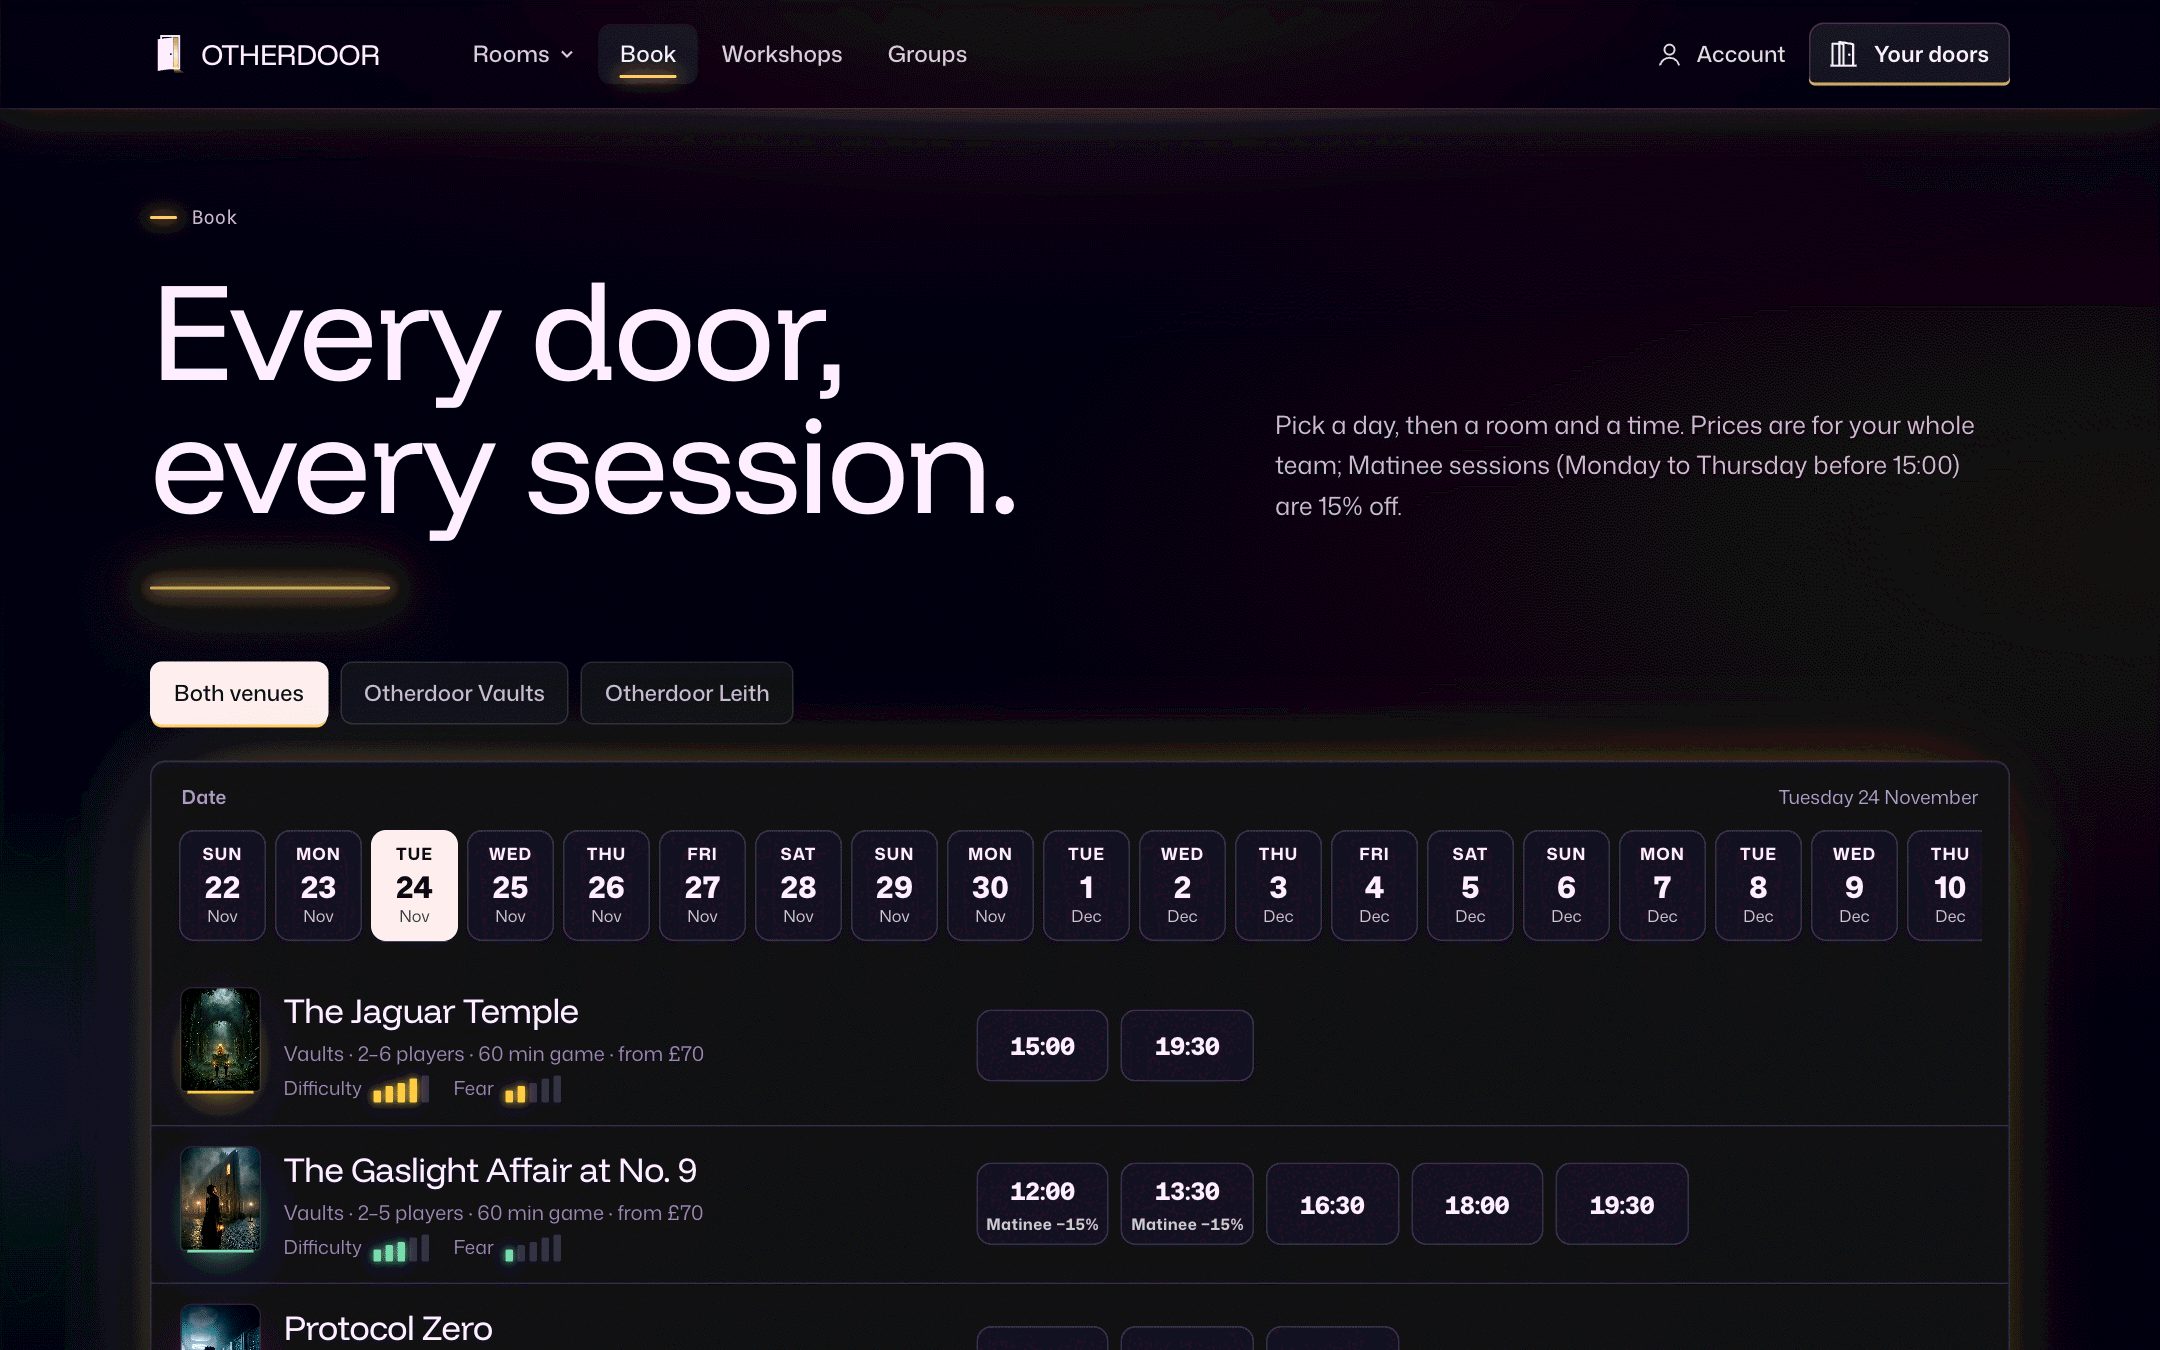 OTHERDOOR
Rooms
Book
Workshops
Groups
Account
Your doors
Book
Every door,
every session.
Pick a day, then a room and a time. Prices are for your whole
team; Matinee sessions (Monday to Thursday before 15:00)
are 15% off.
Both venues
Otherdoor Vaults
Otherdoor Leith
Date
Tuesday 24 November
SUN 22 Nov
MON 23 Nov
TUE 24 Nov
WED 25 Nov
THU 26 Nov
FRI 27 Nov
SAT 28 Nov
SUN 29 Nov
MON 30 Nov
TUE 1 Dec
WED 2 Dec
THU 3 Dec
FRI 4 Dec
SAT 5 Dec
SUN 6 Dec
MON 7 Dec
TUE 8 Dec
WED 9 Dec
THU 10 Dec
The Jaguar Temple
Vaults · 2–6 players · 60 min game · from £70
Difficulty Fear
15:00
19:30
The Gaslight Affair at No. 9
Vaults · 2–5 players · 60 min game · from £70
Difficulty Fear
12:00
Matinee −15%
13:30
Matinee −15%
16:30
18:00
19:30
Protocol Zero